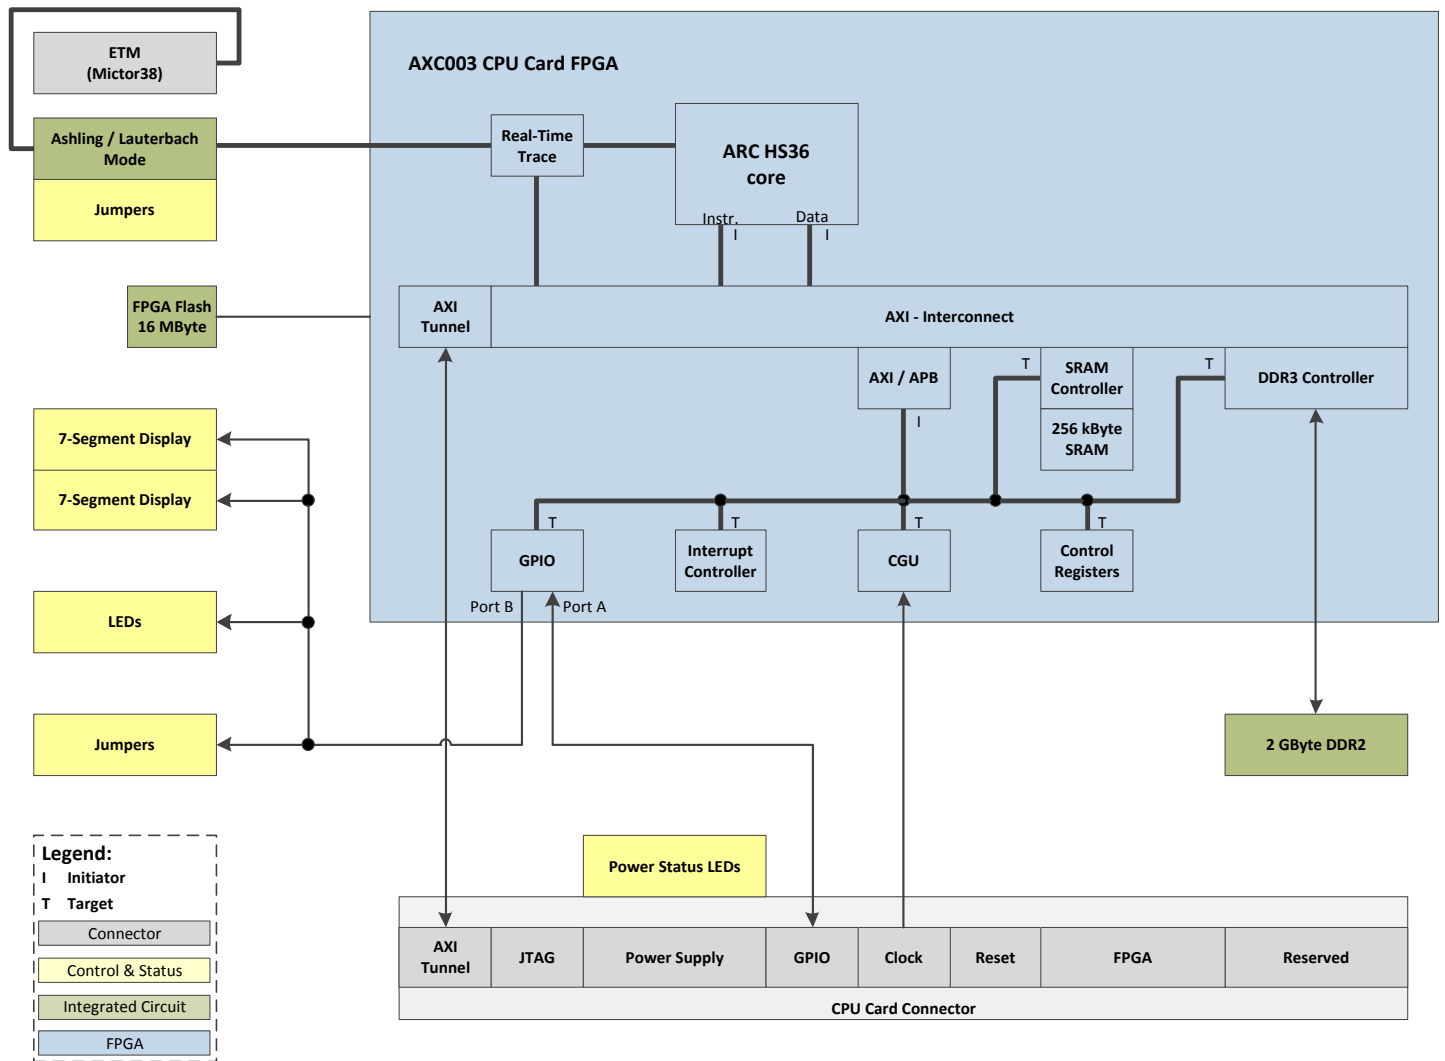 ETM
(Mictor38)
AXC003 CPU Card FPGA
Ashling / Lauterbach
Mode
Jumpers
Real-Time
Trace
ARC HS36
core
Instr.
Data
I
I
FPGA Flash
16 MByte
AXI
Tunnel
AXI - Interconnect
AXI / APB
I
T
SRAM
Controller
256 kByte
SRAM
T
DDR3 Controller
7-Segment Display
7-Segment Display
T
GPIO
T
Interrupt
Controller
T
CGU
T
Control
Registers
Port B
Port A
LEDs
Jumpers
2 GByte DDR2
Legend:
I Initiator
T Target
Connector
Control & Status
Integrated Circuit
FPGA
Power Status LEDs
AXI
Tunnel
JTAG
Power Supply
GPIO
Clock
Reset
FPGA
Reserved
CPU Card Connector